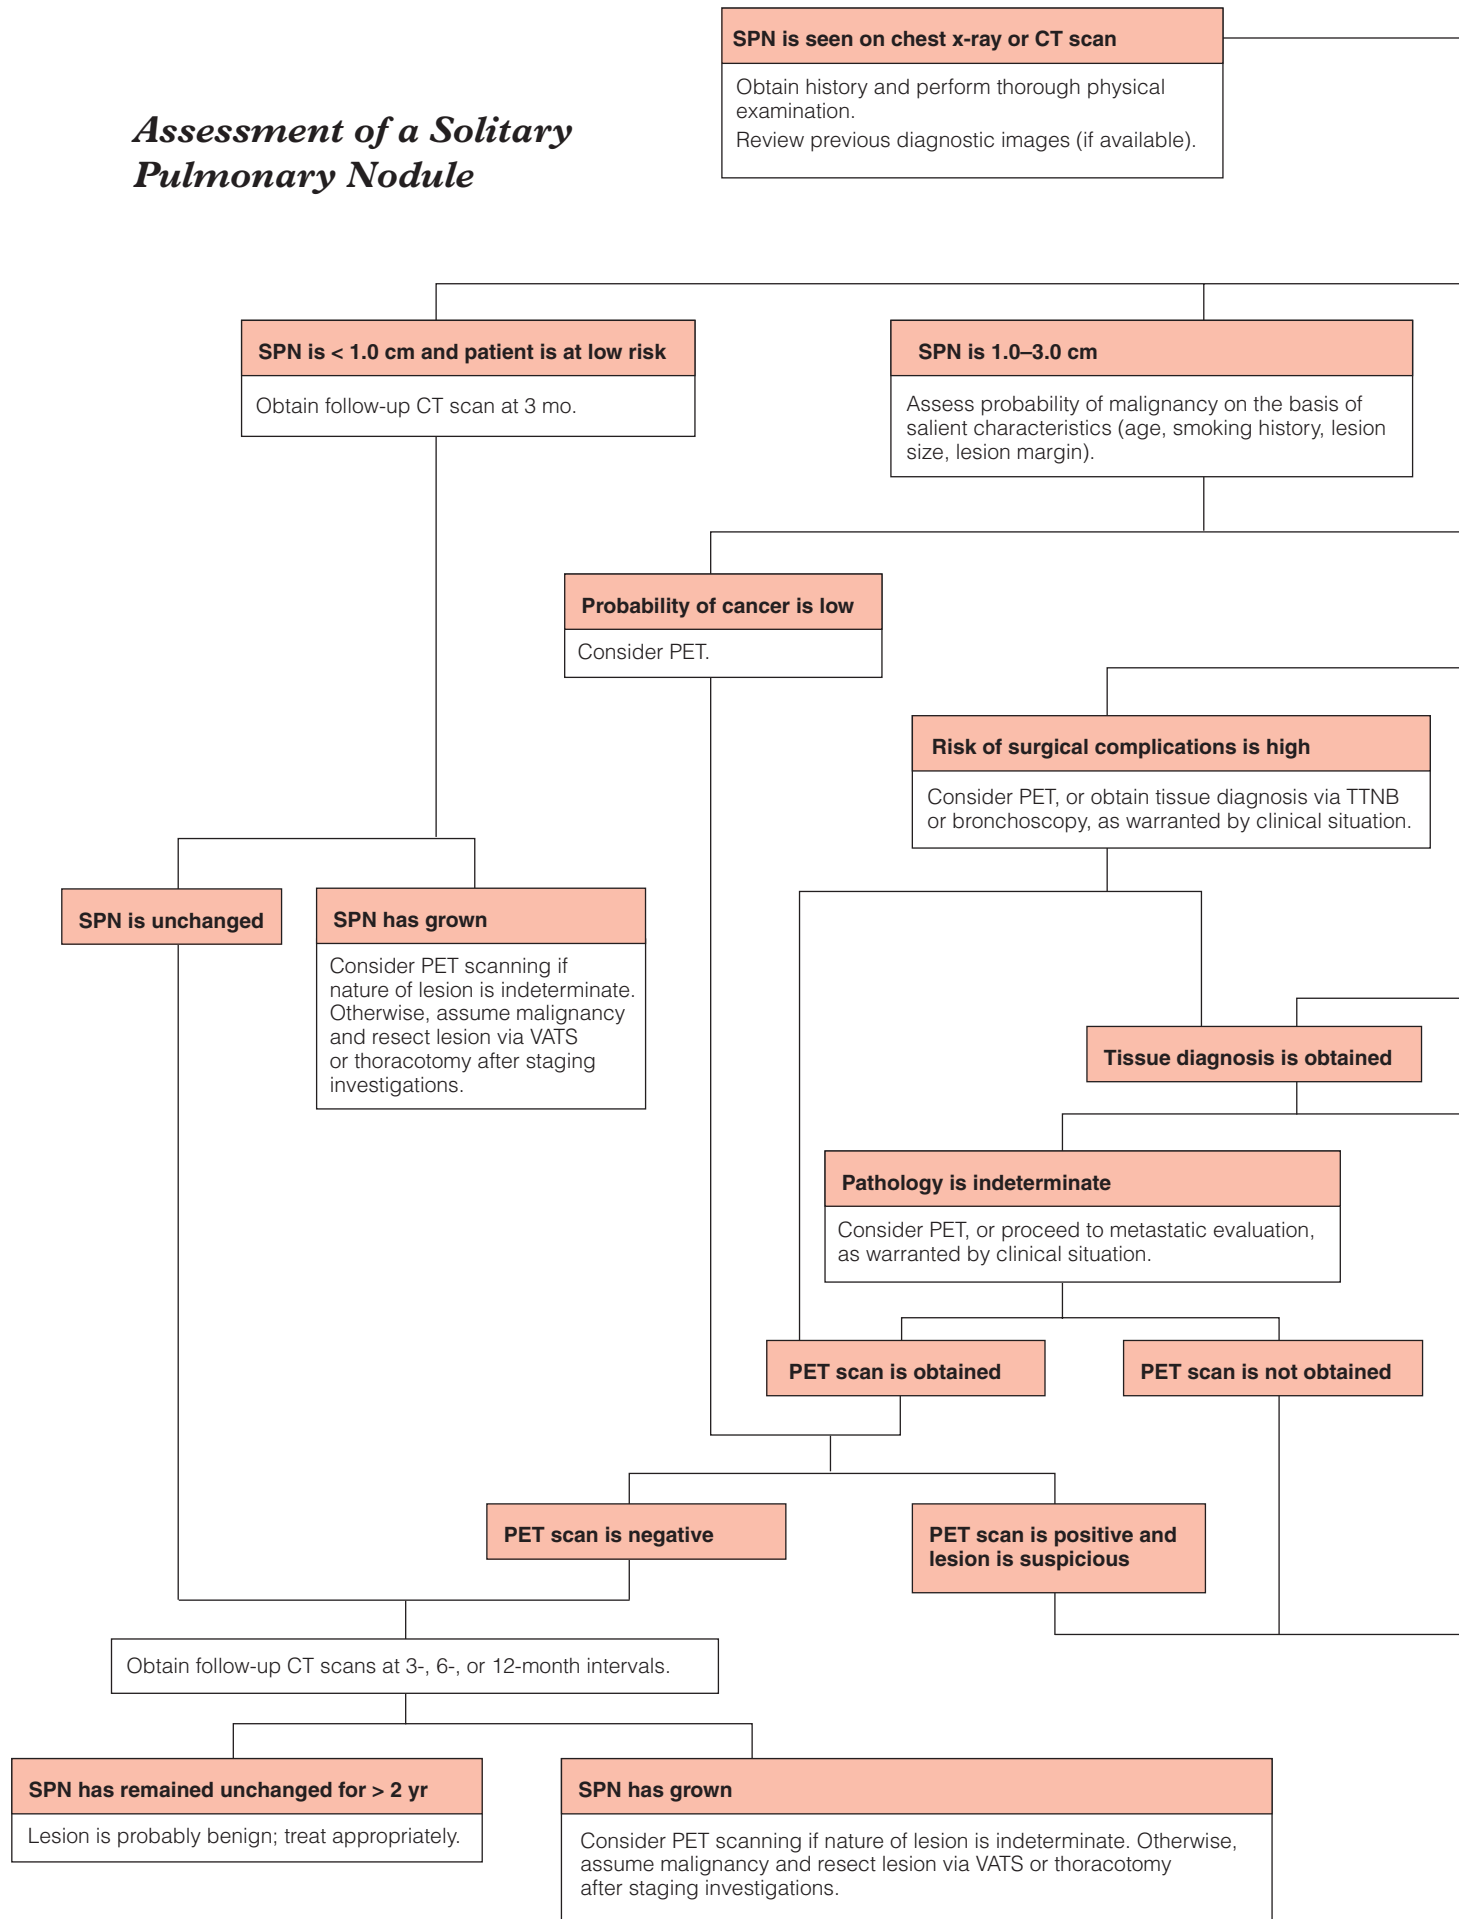 SPN is seen on chest x-ray or CT scan
Obtain history and perform thorough physical
examination.
Review previous diagnostic images (if available).
Assessment of a Solitary
Pulmonary Nodule
SPN is < 1.0 cm and patient is at low risk
Obtain follow-up CT scan at 3 mo.
SPN is 1.0–3.0 cm
Assess probability of malignancy on the basis of
salient characteristics (age, smoking history, lesion
size, lesion margin).
Probability of cancer is low
Consider PET.
Risk of surgical complications is high
Consider PET, or obtain tissue diagnosis via TTNB
or bronchoscopy, as warranted by clinical situation.
SPN is unchanged
SPN has grown
Consider PET scanning if
nature of lesion is indeterminate.
Otherwise, assume malignancy
and resect lesion via VATS
or thoracotomy after staging
investigations.
Tissue diagnosis is obtained
Pathology is indeterminate
Consider PET, or proceed to metastatic evaluation,
as warranted by clinical situation.
PET scan is obtained
PET scan is not obtained
PET scan is negative
PET scan is positive and
lesion is suspicious
Obtain follow-up CT scans at 3-, 6-, or 12-month intervals.
SPN has remained unchanged for > 2 yr
Lesion is probably benign; treat appropriately.
SPN has grown
Consider PET scanning if nature of lesion is indeterminate. Otherwise,
assume malignancy and resect lesion via VATS or thoracotomy
after staging investigations.